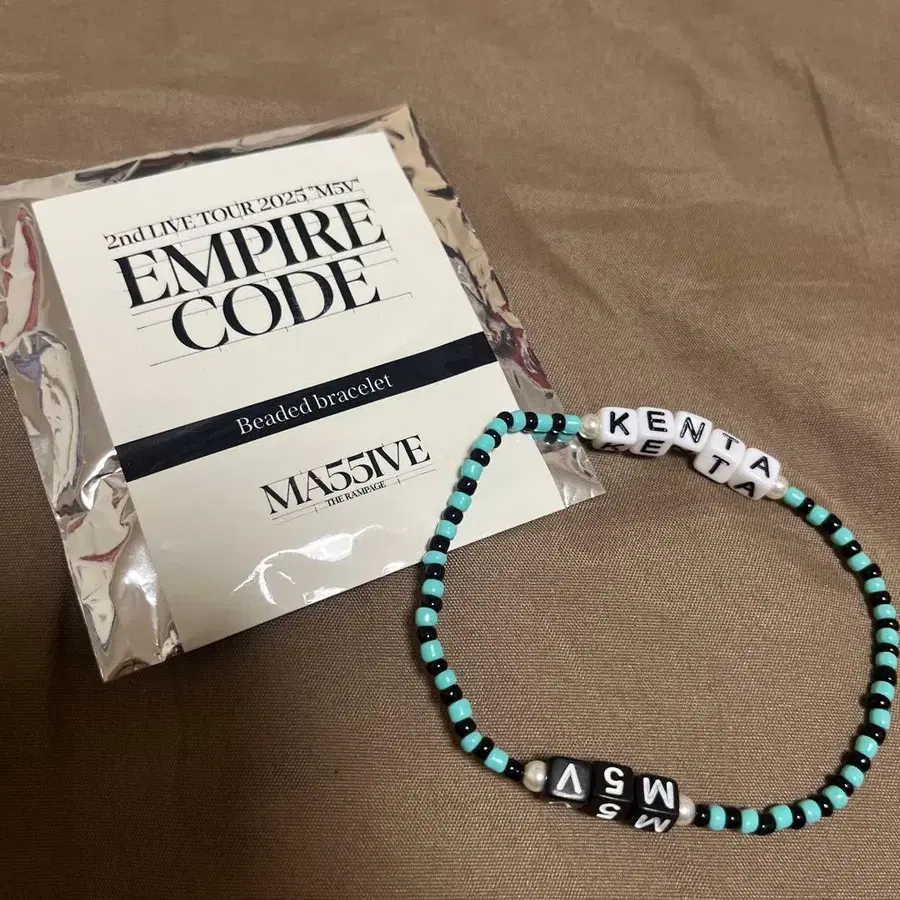 2nd LIVE TOUR 2025 "M5V"
EMPIRE
CODE
Beaded bracelet
MA55IVE
THE RAMPAGE
KENTA
M5V